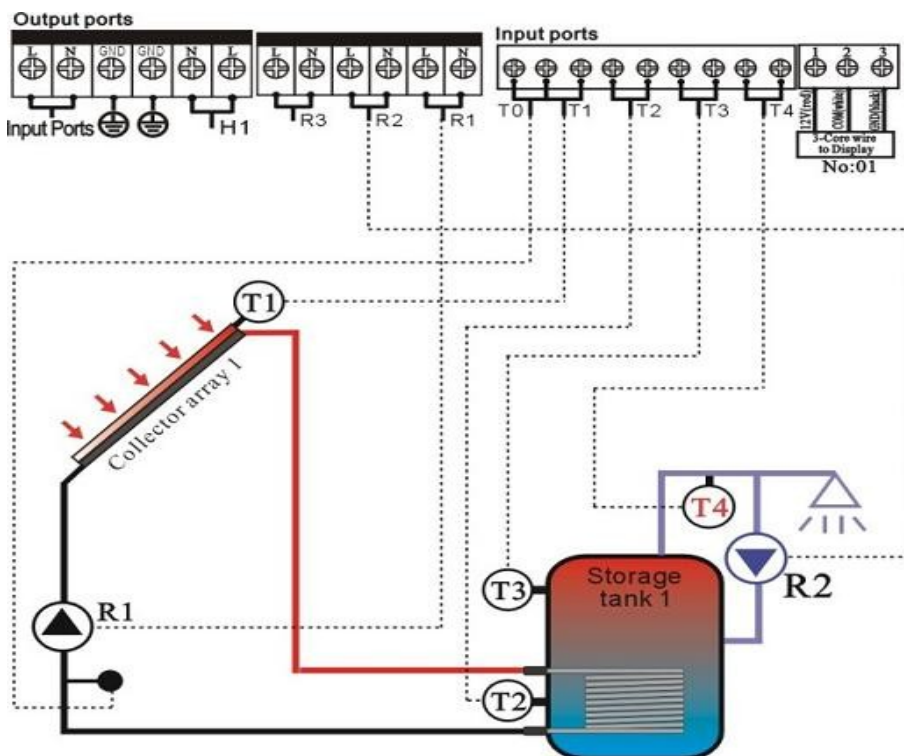 Output ports
L N GND GND N L
L N L N L N
Input ports
1 2 3
Input Ports
H1
R3
R2
R1
T0
T1
T2
T3
T4
12V(red)
COM(white)
GND(black)
3-Core wire
to Display
No:01
T1
Collector array 1
T4
R2
T3
Storage
tank 1
R1
T2